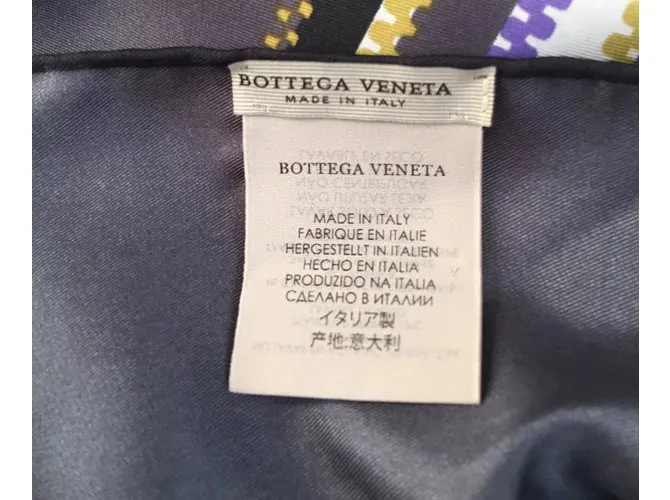 BOTTEGA VENETA
MADE IN ITALY
BOTTEGA VENETA
MADE IN ITALY
FABRIQUE EN ITALIE
HERGESTELLT IN ITALIEN
HECHO EN ITALIA
PRODUZIDO NA ITALIA
СДЕЛАНО В ИТАЛИИ
イタリア製
产地:意大利